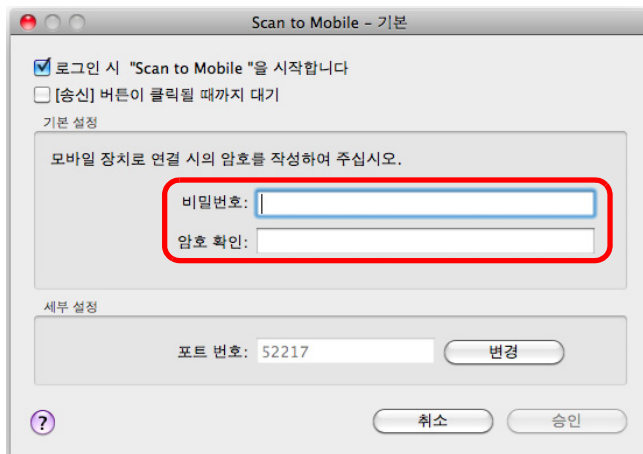 Scan to Mobile – 기본
로그인 시 "Scan to Mobile "을 시작합니다
[송신] 버튼이 클릭될 때까지 대기
기본 설정
모바일 장치로 연결 시의 암호를 작성하여 주십시오.
비밀번호:
암호 확인:
세부 설정
포트 번호: 52217 변경
? 취소 승인